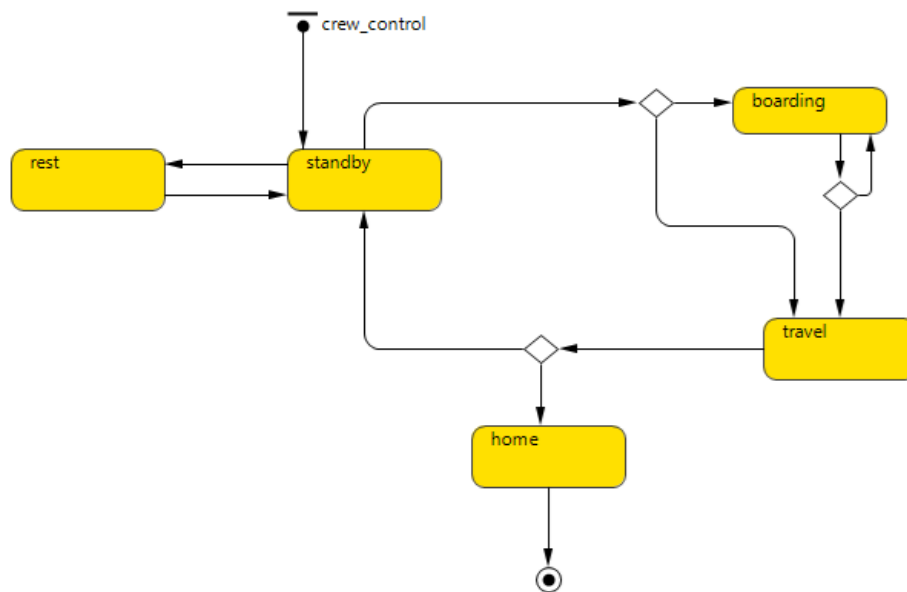 crew_control
boarding
rest
standby
travel
home